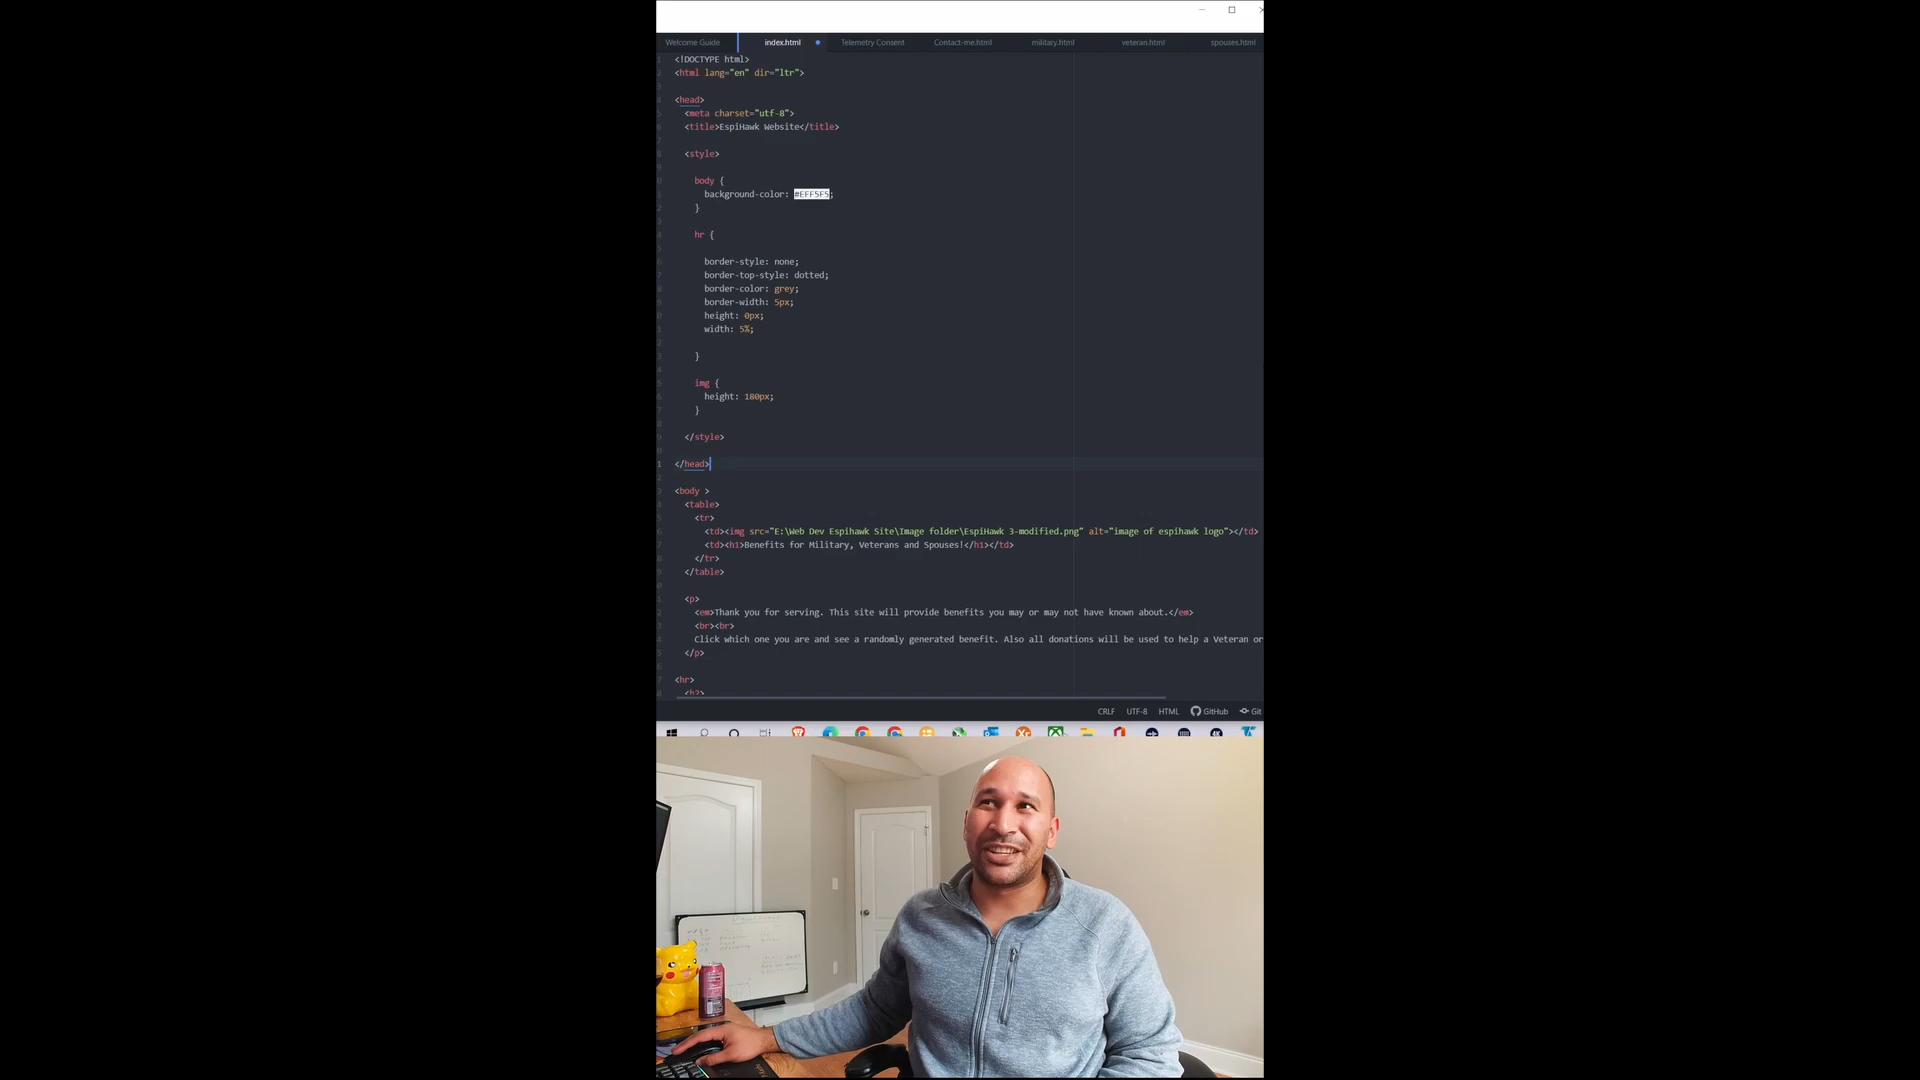 Welcome Guide index.html Telemetry Consent Contact-me.html military.html veteran.html spouses.html
<!DOCTYPE html>
<html lang="en" dir="ltr">
<head>
<meta charset="utf-8">
<title>EspiHawk Website</title>
<style>
body {
background-color: #EFF5F5;
}
hr {
border-style: none;
border-top-style: dotted;
border-color: grey;
border-width: 5px;
height: 0px;
width: 5%;
}
img {
height: 180px;
}
</style>
</head>
<body >
<table>
<tr>
<td><img src="E:\Web Dev Espihawk Site\Image folder\EspiHawk 3-modified.png" alt="image of espihawk logo"></td>
<td><h1>Benefits for Military, Veterans and Spouses!</h1></td>
</tr>
</table>
<p>
<em>Thank you for serving. This site will provide benefits you may or may not have known about.</em>
<br><br>
Click which one you are and see a randomly generated benefit. Also all donations will be used to help a Veteran or
</p>
<hr>
<h2>
CRLF UTF-8 HTML GitHub Git